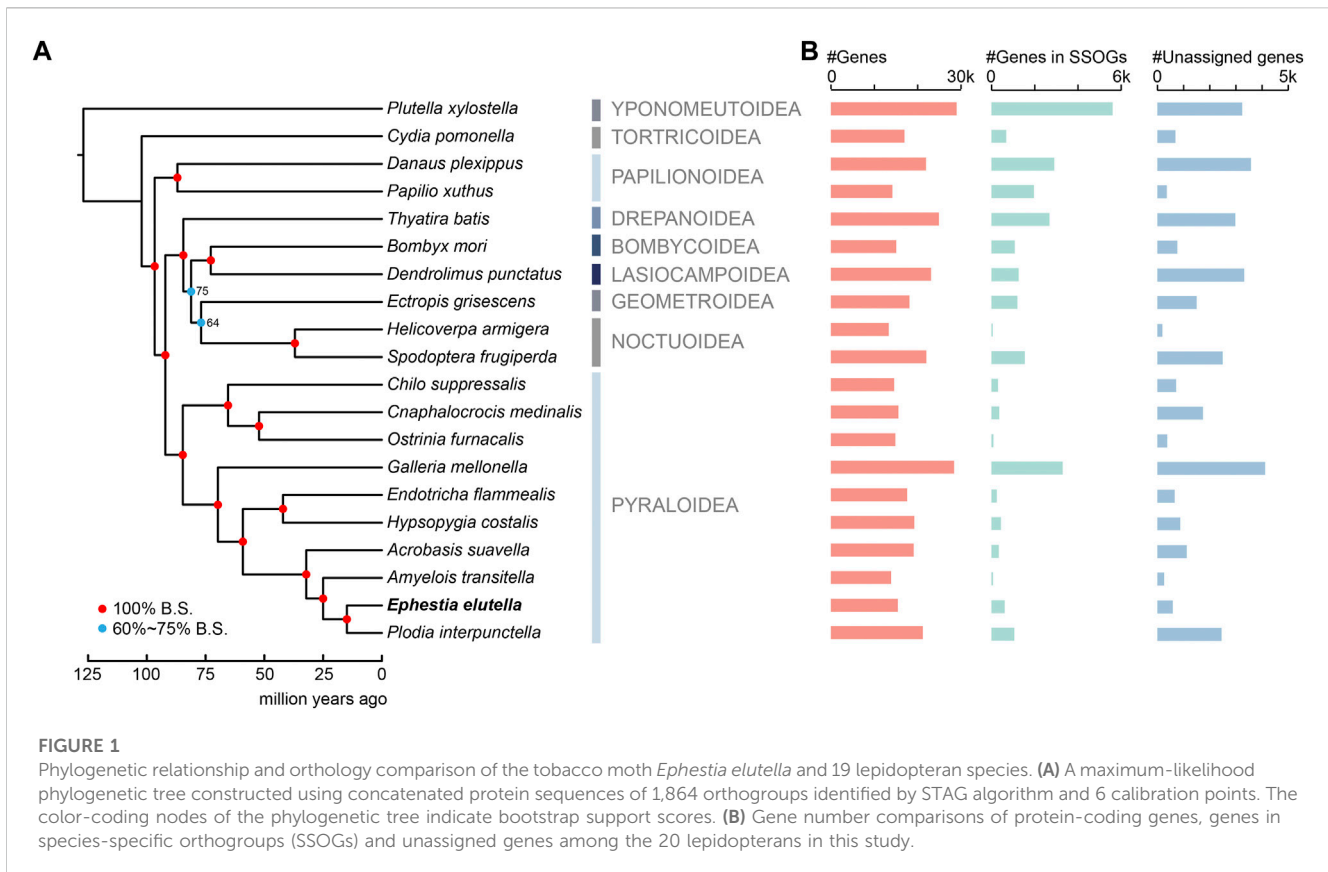 A
B
#Genes
#Genes in SSOGs
#Unassigned genes
0
30k
0
6k
0
5k
Plutella xylostella
YPONOMEUTOIDEA
Cydia pomonella
TORTRICOIDEA
Danaus plexippus
PAPILIONOIDEA
Papilio xuthus
Thyatira batis
DREPANOIDEA
Bombyx mori
BOMBYCOIDEA
Dendrolimus punctatus
LASIOCAMPOIDEA
75
Ectropis grisescens
GEOMETROIDEA
64
Helicoverpa armigera
NOCTUOIDEA
Spodoptera frugiperda
Chilo suppressalis
Cnaphalocrocis medinalis
Ostrinia furnacalis
Galleria mellonella
Endotricha flammealis
PYRALOIDEA
Hypsopygia costalis
Acrobasis suavella
Amyelois transitella
Ephestia elutella
Plodia interpunctella
100% B.S.
60%~75% B.S.
125
100
75
50
25
0
million years ago
FIGURE 1
Phylogenetic relationship and orthology comparison of the tobacco moth Ephestia elutella and 19 lepidopteran species. (A) A maximum-likelihood
phylogenetic tree constructed using concatenated protein sequences of 1,864 orthogroups identified by STAG algorithm and 6 calibration points. The
color-coding nodes of the phylogenetic tree indicate bootstrap support scores. (B) Gene number comparisons of protein-coding genes, genes in
species-specific orthogroups (SSOGs) and unassigned genes among the 20 lepidopterans in this study.